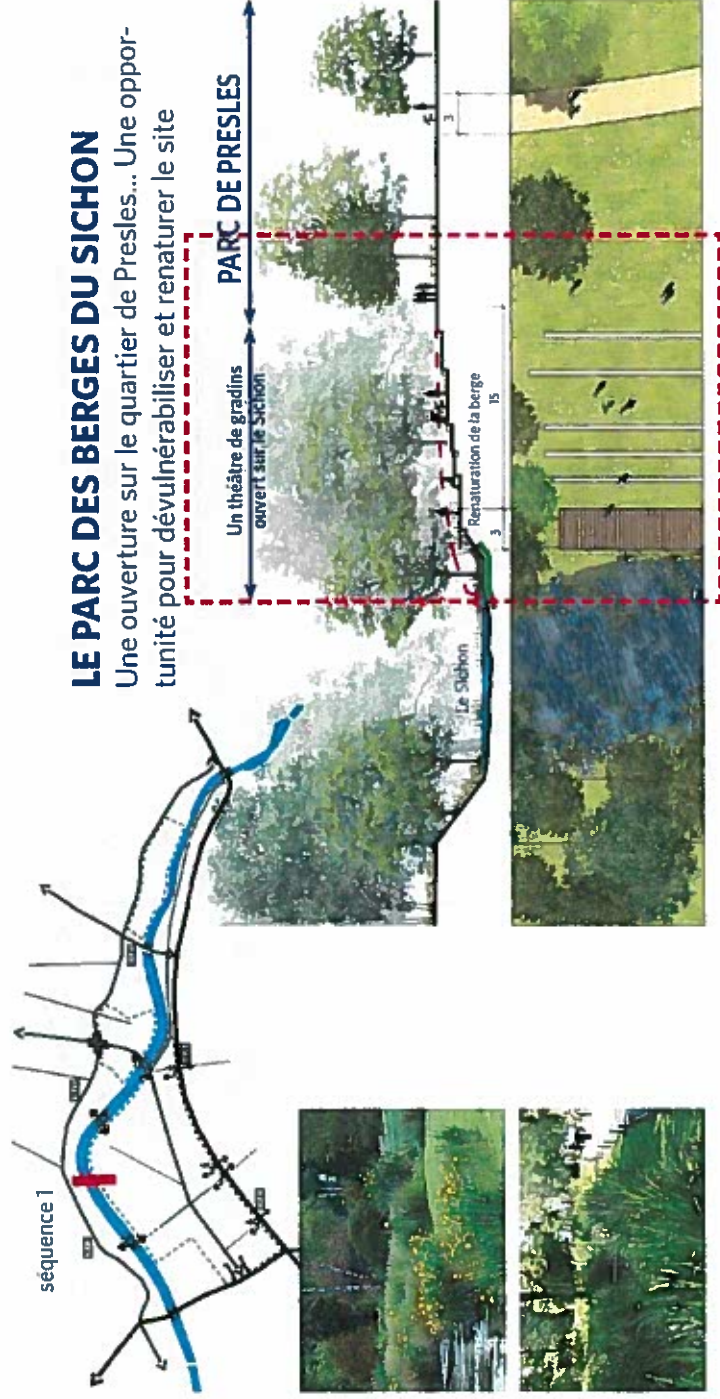 LE PARC DES BERGES DU SICHON
Une ouverture sur le quartier de Presles... Une oppor-
tunité pour dévulnérabiliser et renaturer le site
séquence 1
Un théâtre de gradins
ouvert sur le Sichon
PARC DE PRESLES
Le Sichon
Renaturation de la berge
3
15
3